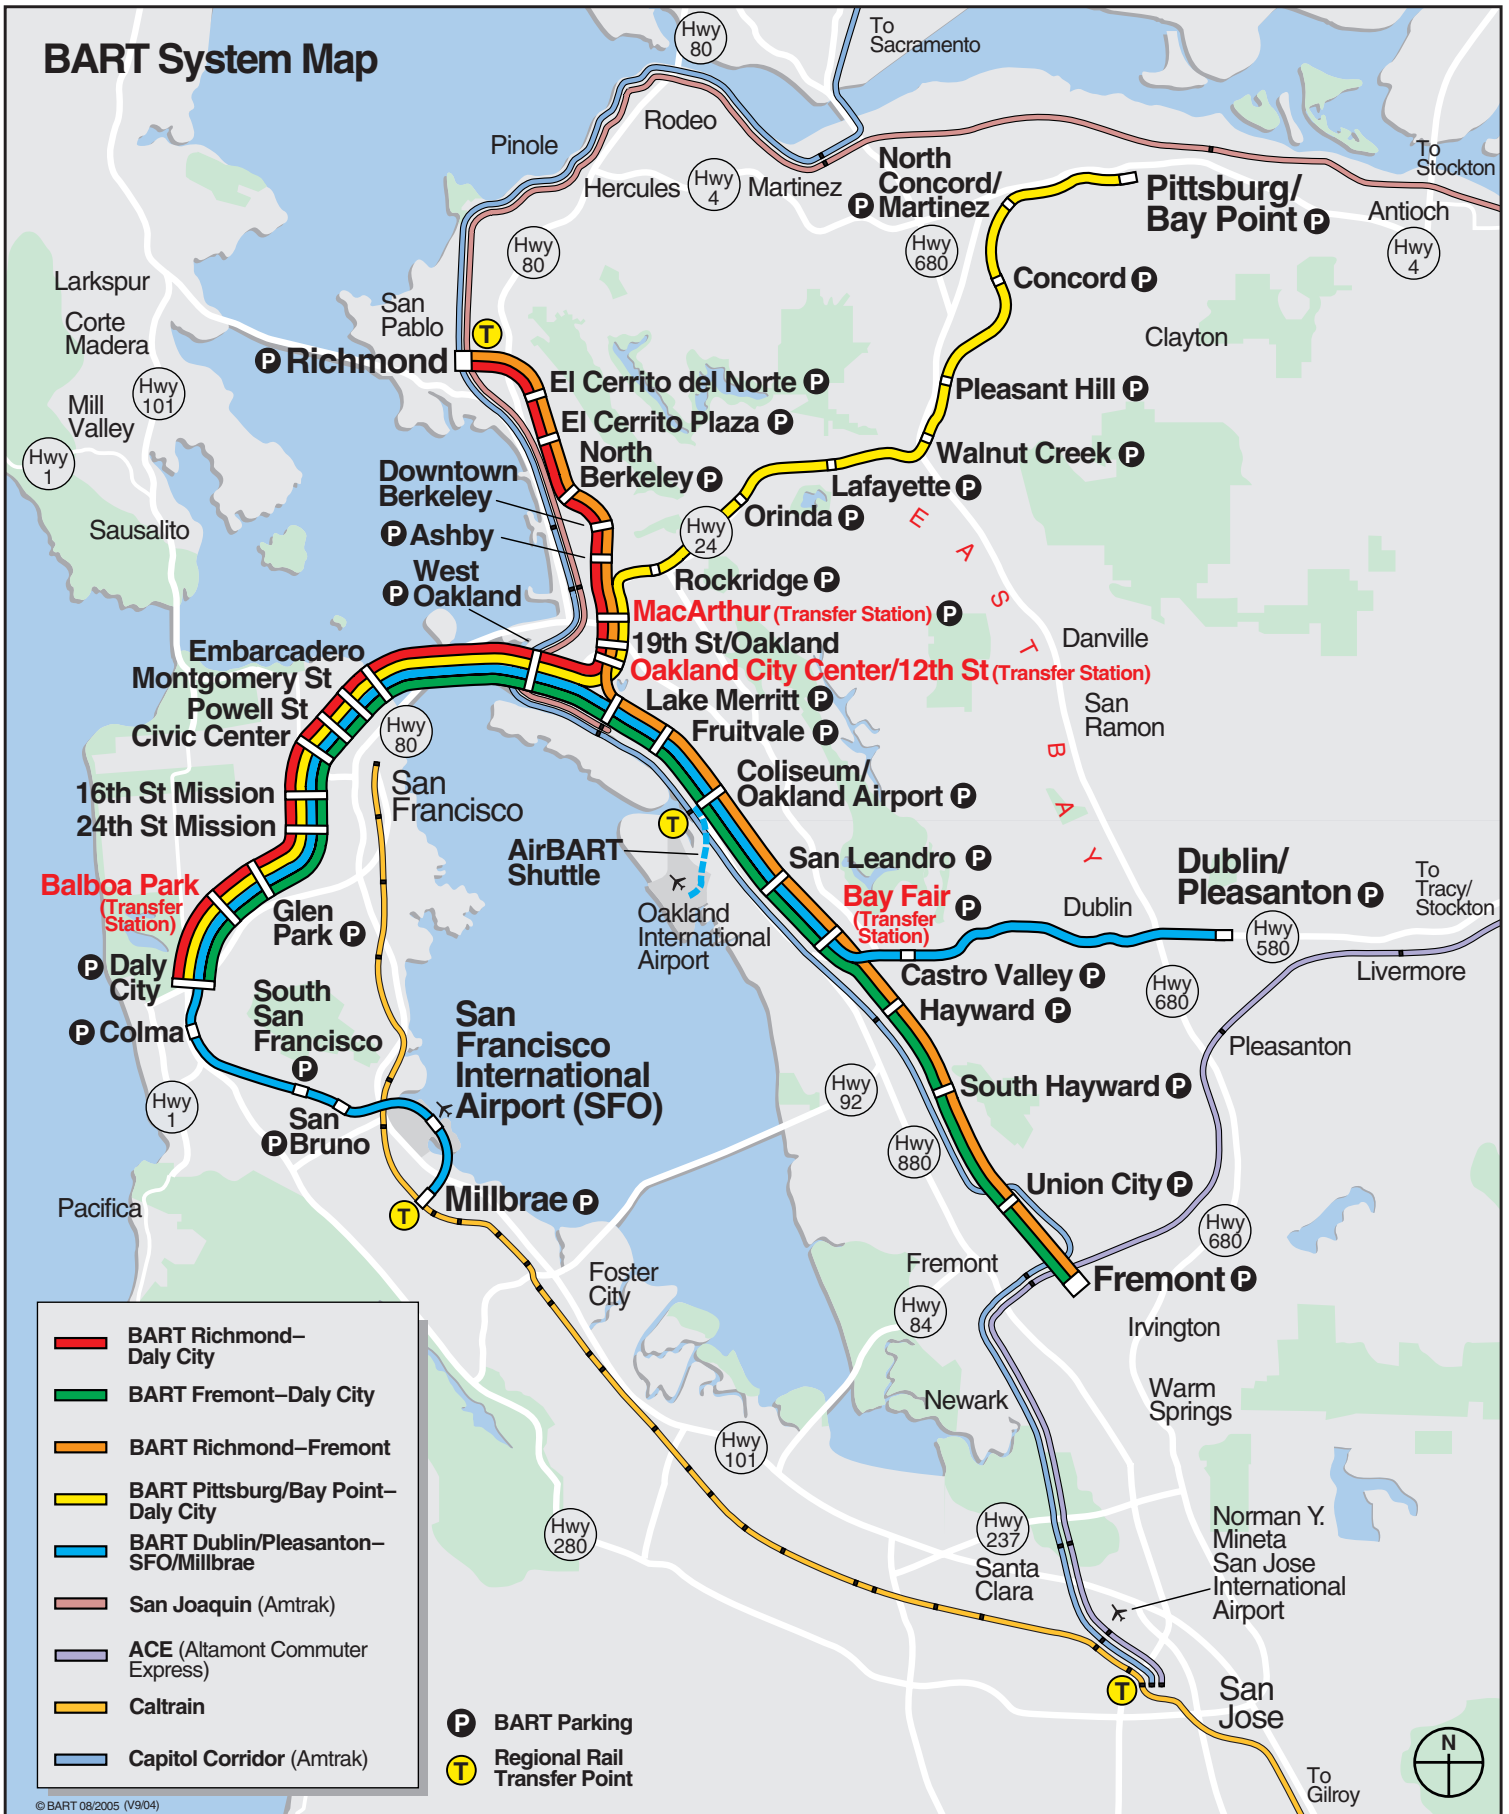 BART System Map
Hwy
80
To
Sacramento
Rodeo
Pinole
Hercules
Hwy
4
Martinez
North
Concord/
P Martinez
To
Stockton
Pittsburg/
Bay Point P
Antioch
Hwy
4
Hwy
80
Hwy
680
Concord P
Larkspur
Corte
Madera
San
Pablo
T
P Richmond
Clayton
Hwy
101
Mill
Valley
Hwy
1
El Cerrito del Norte P
Pleasant Hill P
El Cerrito Plaza P
North
Berkeley P
Walnut Creek P
Downtown
Berkeley
Lafayette P
Orinda P
Sausalito
P Ashby
Hwy
24
EAST BAY
West
P Oakland
Rockridge P
MacArthur (Transfer Station) P
19th St/Oakland
Oakland City Center/12th St (Transfer Station)
Danville
Embarcadero
Montgomery St
Powell St
Civic Center
Lake Merritt P
Fruitvale P
San
Ramon
Hwy
80
San
Francisco
16th St Mission
24th St Mission
Coliseum/
Oakland Airport P
T
AirBART
Shuttle
San Leandro P
Dublin/
Pleasanton P
To
Tracy/
Stockton
Balboa Park
(Transfer
Station)
Bay Fair
(Transfer
Station)
P
Dublin
Glen
Park P
Oakland
International
Airport
Hwy
580
Livermore
P Daly
City
Castro Valley P
Hwy
680
South
San
Francisco
P
Hayward P
P Colma
San
Francisco
International
Airport (SFO)
Pleasanton
Hwy
1
Hwy
92
South Hayward P
San
P Bruno
Hwy
880
Pacifica
Millbrae P
T
Union City P
Hwy
680
Fremont
Foster
City
Fremont P
Hwy
84
Irvington
Newark
Warm
Springs
Hwy
101
Hwy
280
Hwy
237
Santa
Clara
Norman Y.
Mineta
San Jose
International
Airport
T
San
Jose
To
Gilroy
N
BART Richmond–
Daly City
BART Fremont–Daly City
BART Richmond–Fremont
BART Pittsburg/Bay Point–
Daly City
BART Dublin/Pleasanton–
SFO/Millbrae
San Joaquin (Amtrak)
ACE (Altamont Commuter
Express)
Caltrain
Capitol Corridor (Amtrak)
P BART Parking
T Regional Rail
Transfer Point
© BART 08/2005 (V9/04)